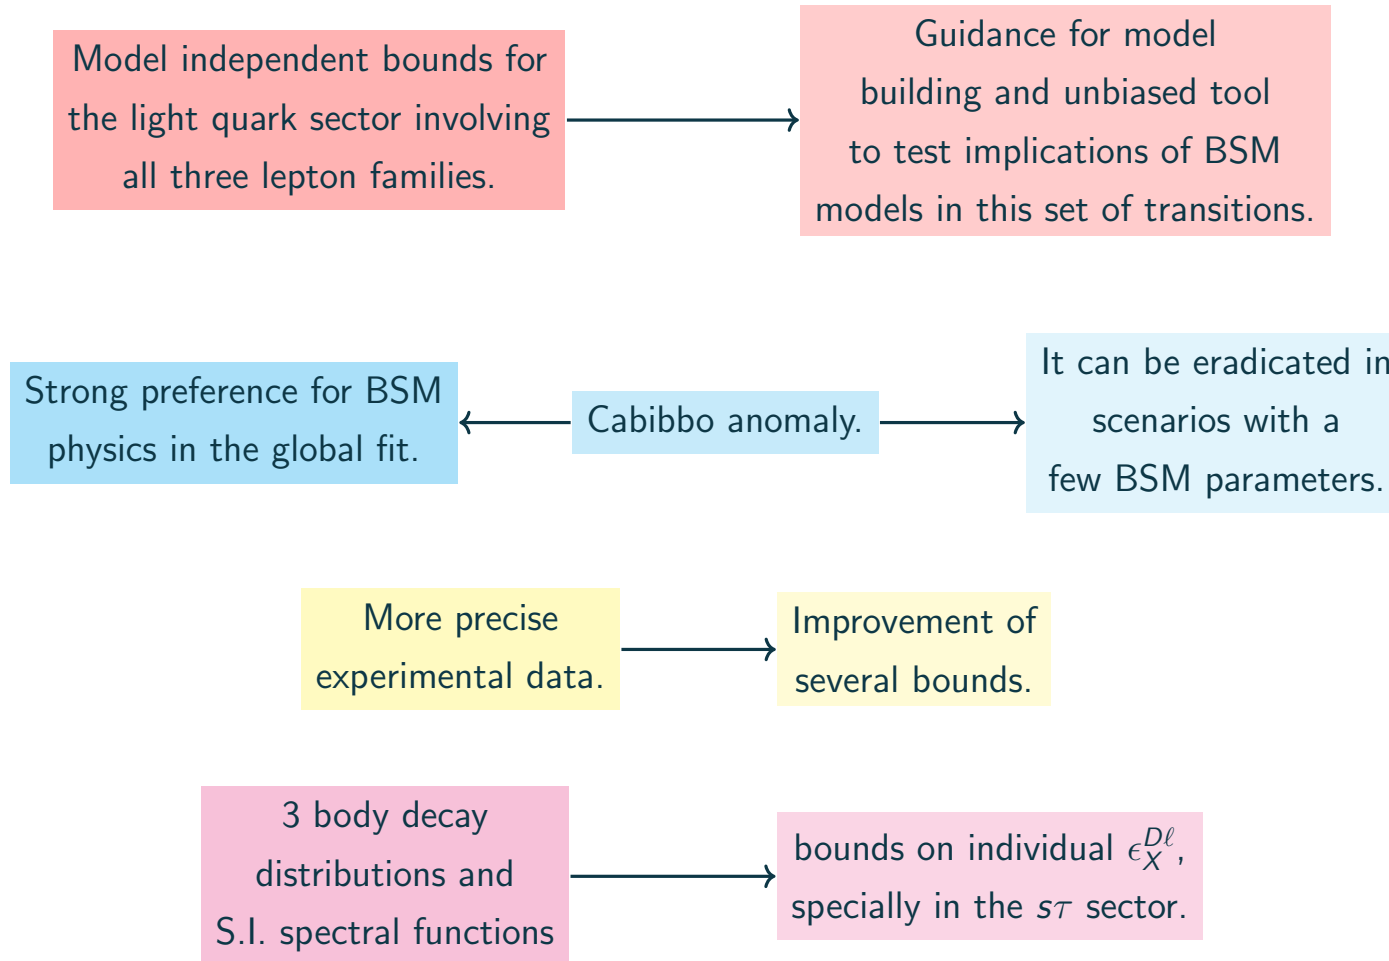 Model independent bounds for
the light quark sector involving
all three lepton families.
Guidance for model
building and unbiased tool
to test implications of BSM
models in this set of transitions.
Strong preference for BSM
physics in the global fit.
Cabibbo anomaly.
It can be eradicated in
scenarios with a
few BSM parameters.
More precise
experimental data.
Improvement of
several bounds.
3 body decay
distributions and
S.I. spectral functions
bounds on individual $\epsilon_X^{D\ell}$,
specially in the $s\tau$ sector.